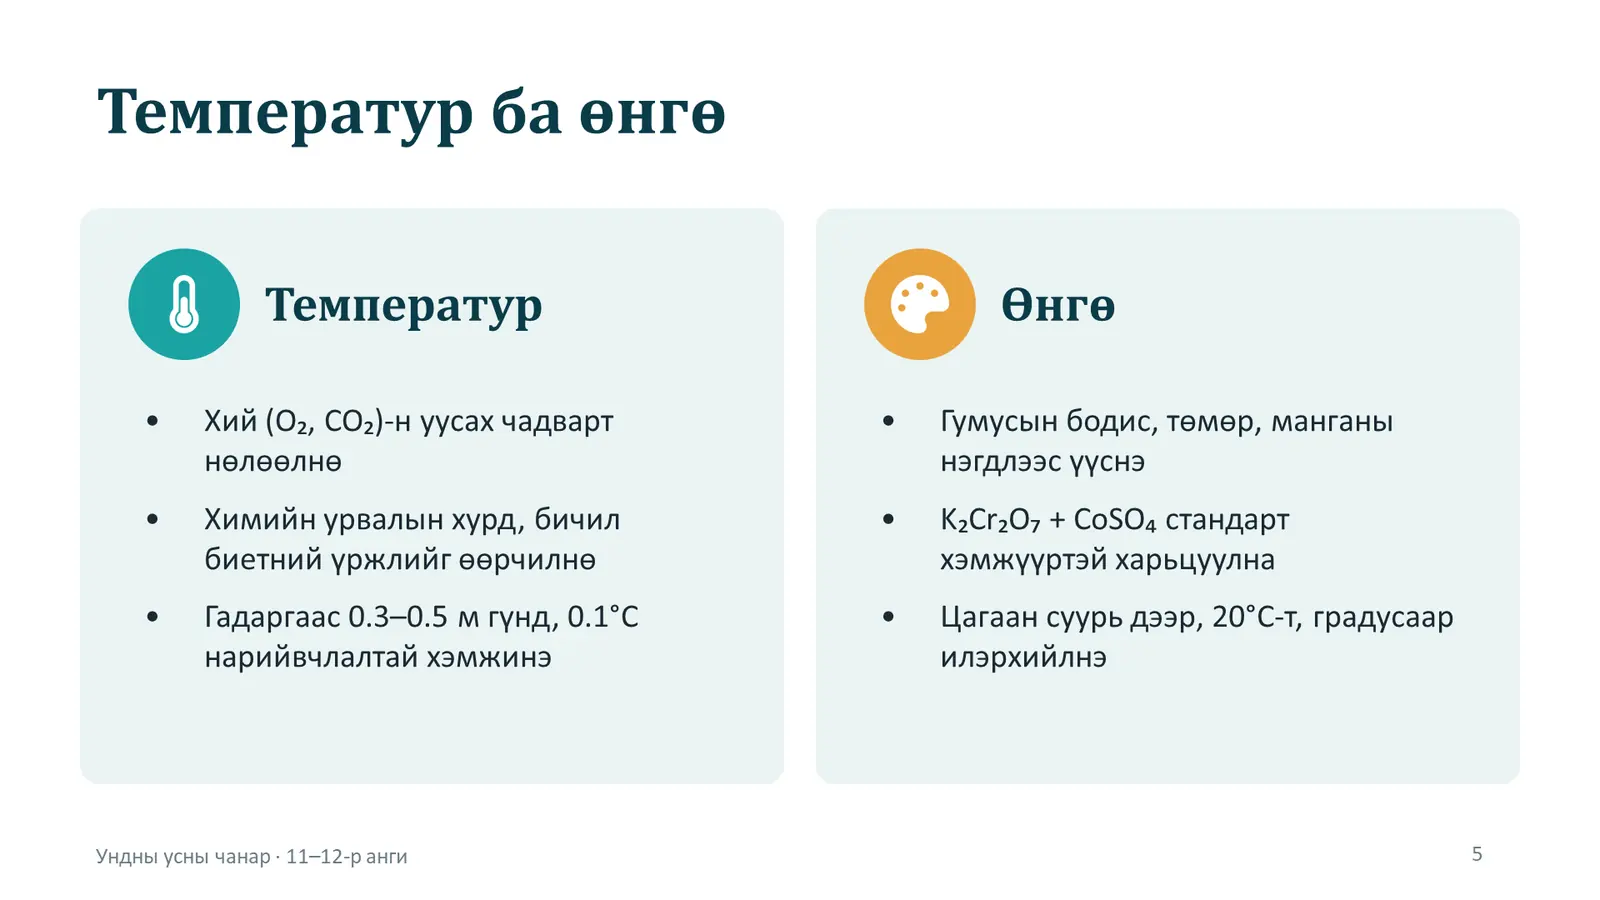 Температур ба өнгө
Температур
• Хий (O₂, CO₂)-н уусах чадварт
нөлөөлнө
• Химийн урвалын хурд, бичил
биетний үржлийг өөрчилнө
• Гадаргаас 0.3–0.5 м гүнд, 0.1°C
нарийвчлалтай хэмжинэ
Өнгө
• Гумусын бодис, төмөр, манганы
нэгдлээс үүснэ
• K₂Cr₂O₇ + CoSO₄ стандарт
хэмжүүртэй харьцуулна
• Цагаан суурь дээр, 20°C-т, градусаар
илэрхийлнэ
Ундны усны чанар · 11–12-р анги
5